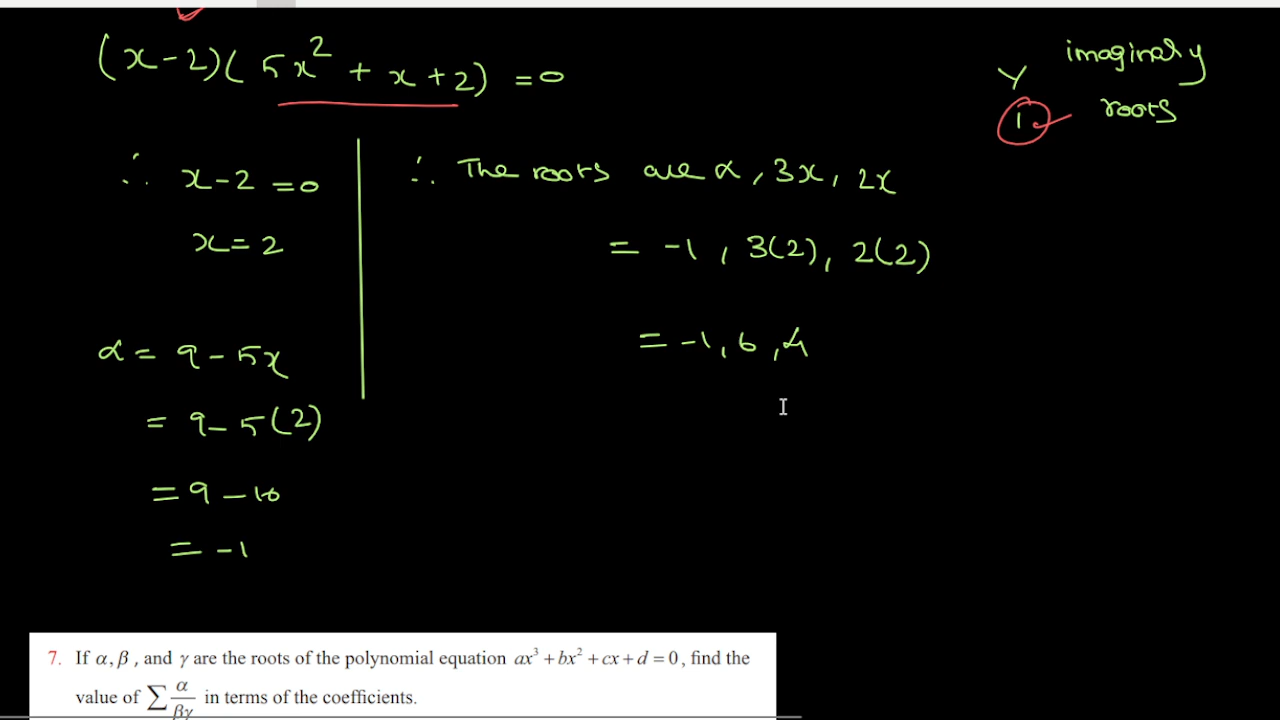 (x-2)(5x² + x + 2) = 0
imaginary
roots
∴ x-2 = 0
∴ The roots are α, 3x, 2x
x = 2
= -1, 3(2), 2(2)
α = 9 - 5x
= -1, 6, 4
= 9 - 5(2)
= 9 - 10
= -1
7. If α, β, and γ are the roots of the polynomial equation ax³ + bx² + cx + d = 0, find the
value of ∑ α/βγ in terms of the coefficients.